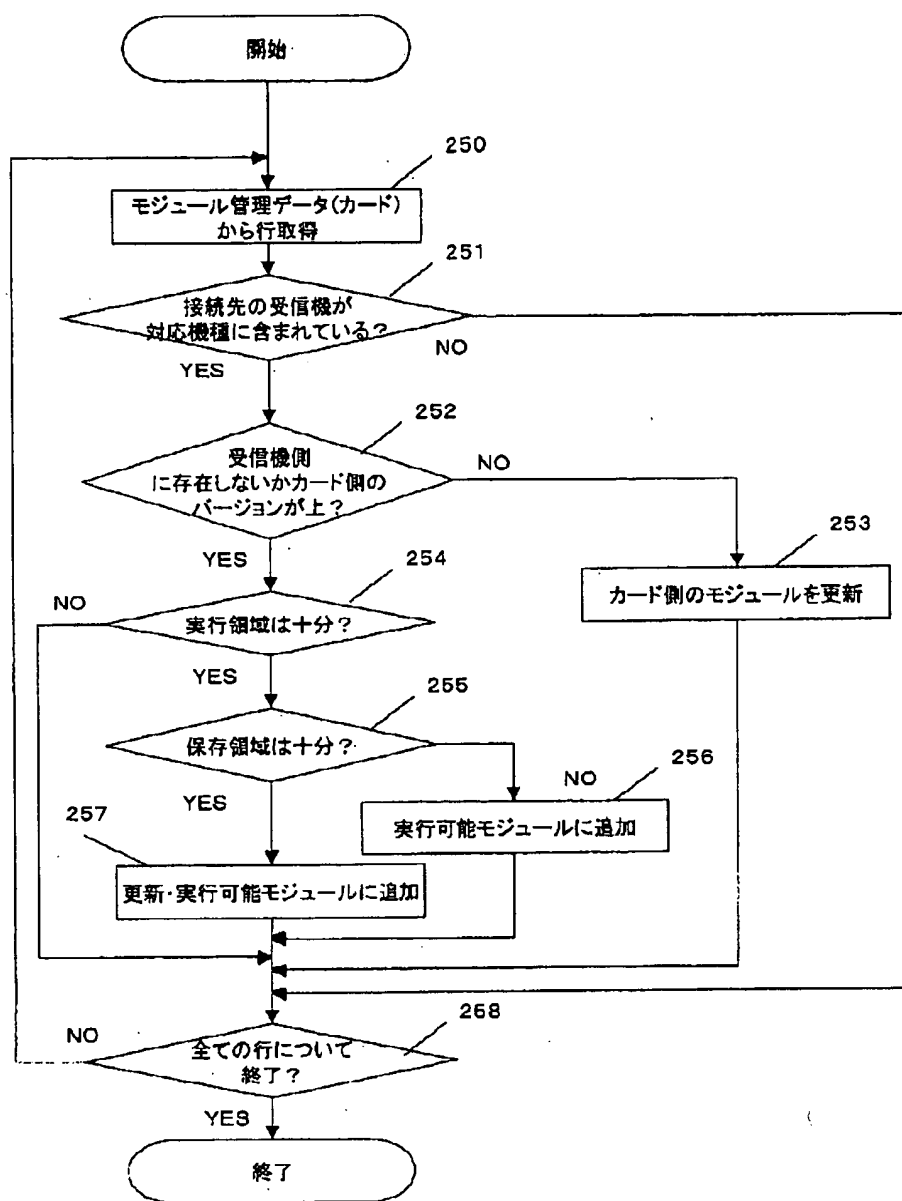 開始
250
モジュール管理データ(カード)
から行取得
251
接続先の受信機が
対応機種に含まれている?
NO
YES
252
受信機側
に存在しないかカード側の
バージョンが上?
NO
YES
253
カード側のモジュールを更新
254
NO
実行領域は十分?
YES
255
保存領域は十分?
NO
256
YES
実行可能モジュールに追加
257
更新・実行可能モジュールに追加
258
NO
全ての行について
終了?
YES
終了